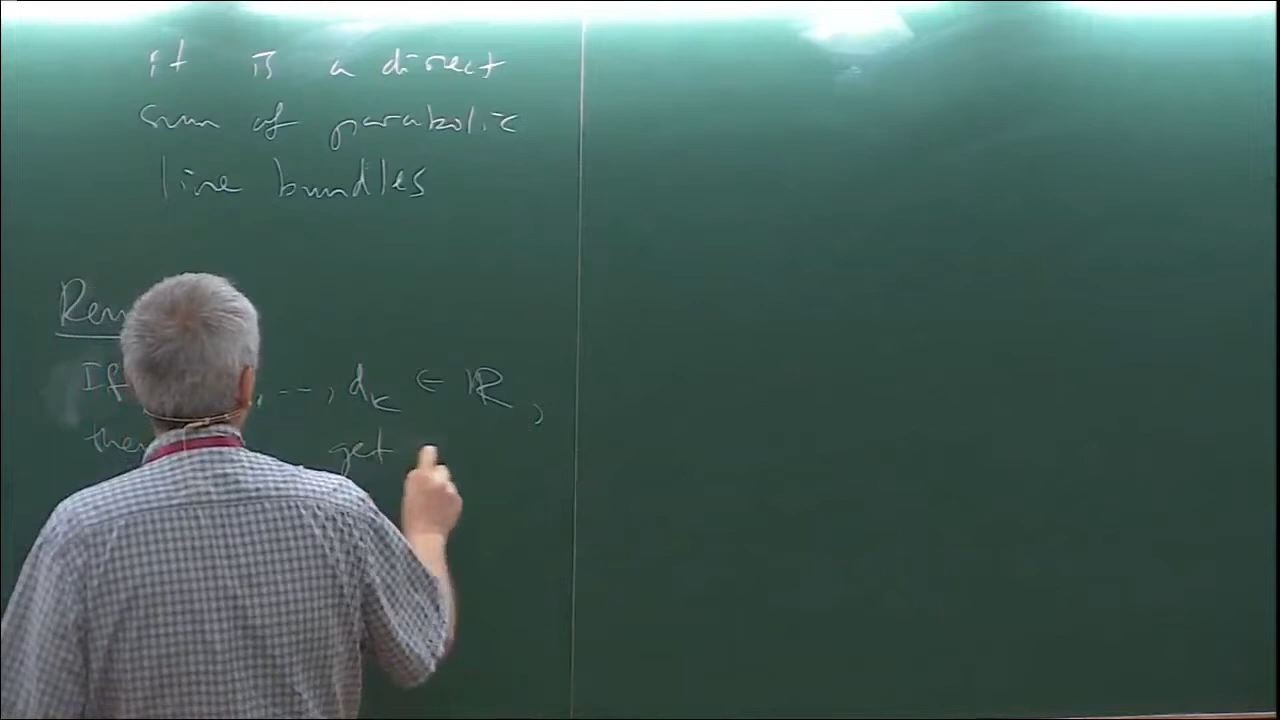 it is a direct
sum of parabolic
line bundles
Rem
If , ..., d_k ∈ ℝ,
then get